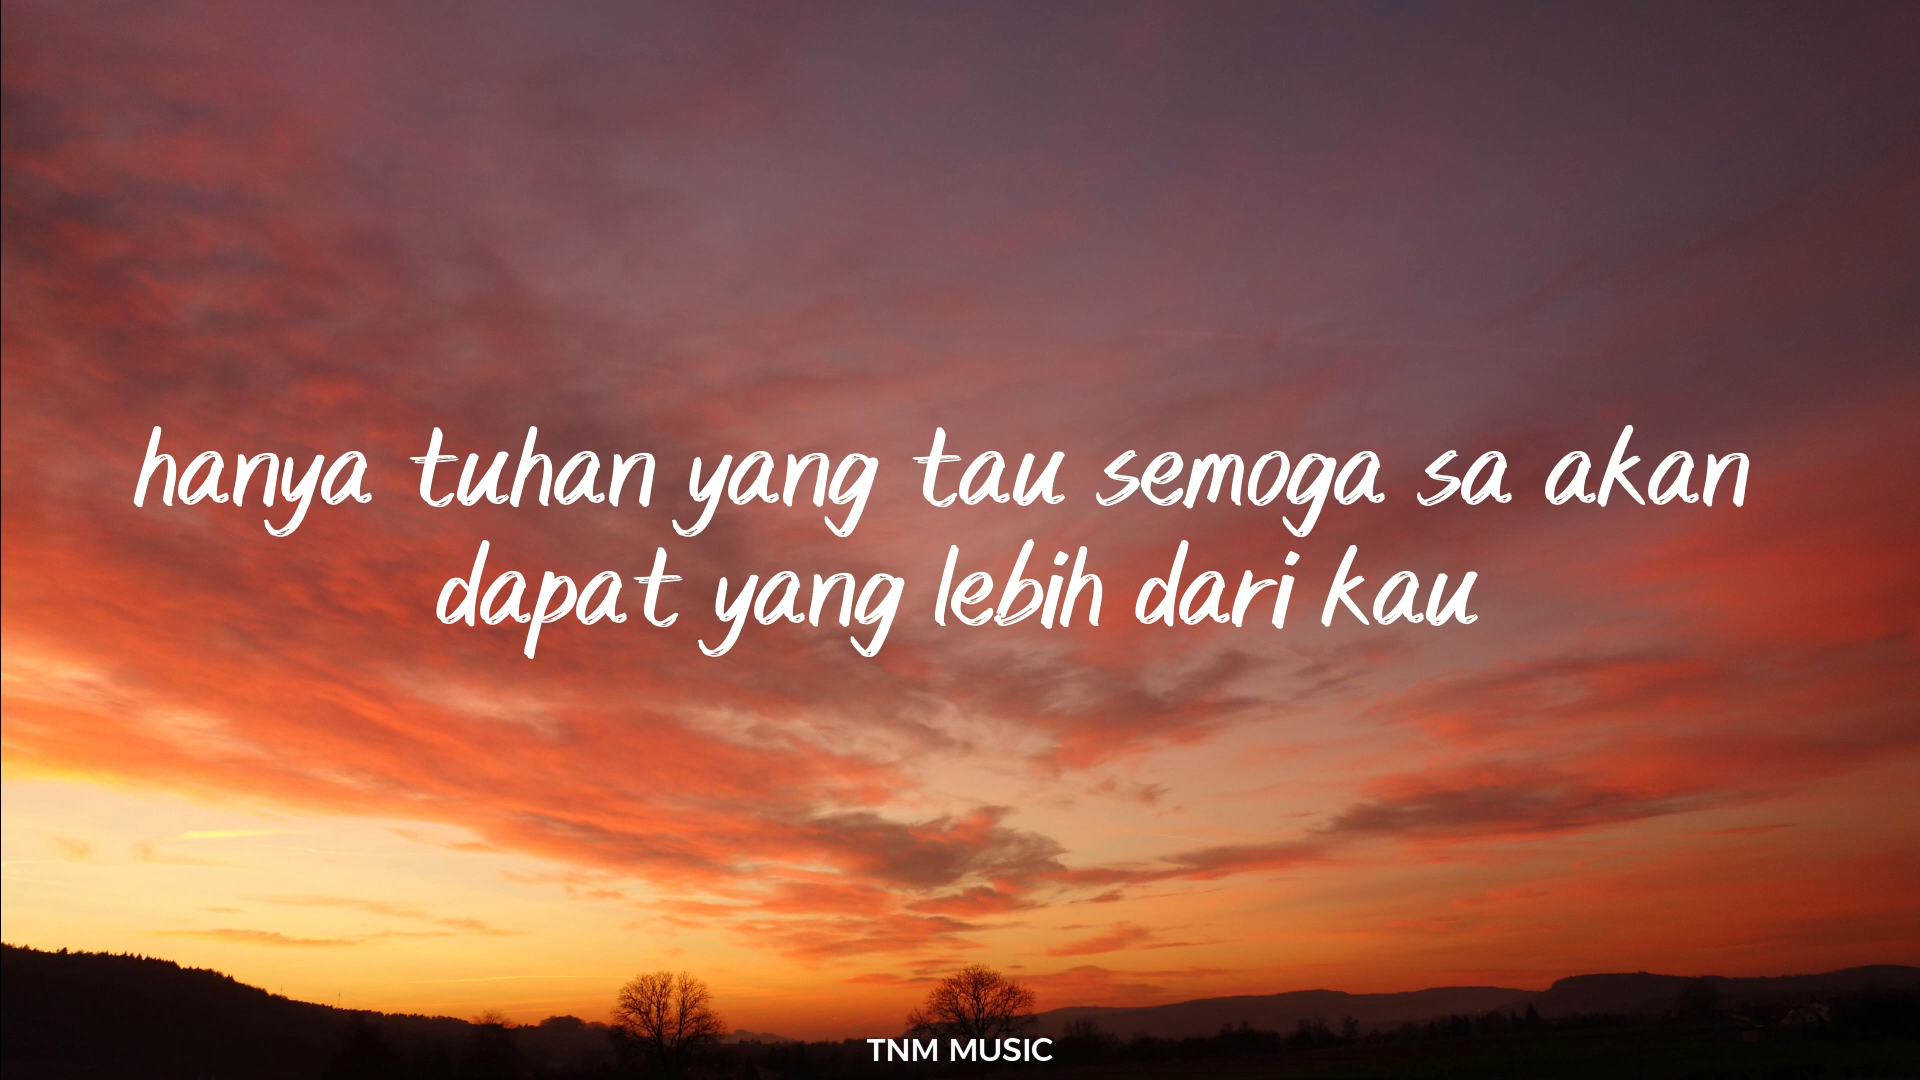 hanya tuhan yang tau semoga sa akan
dapat yang lebih dari kau
TNM MUSIC